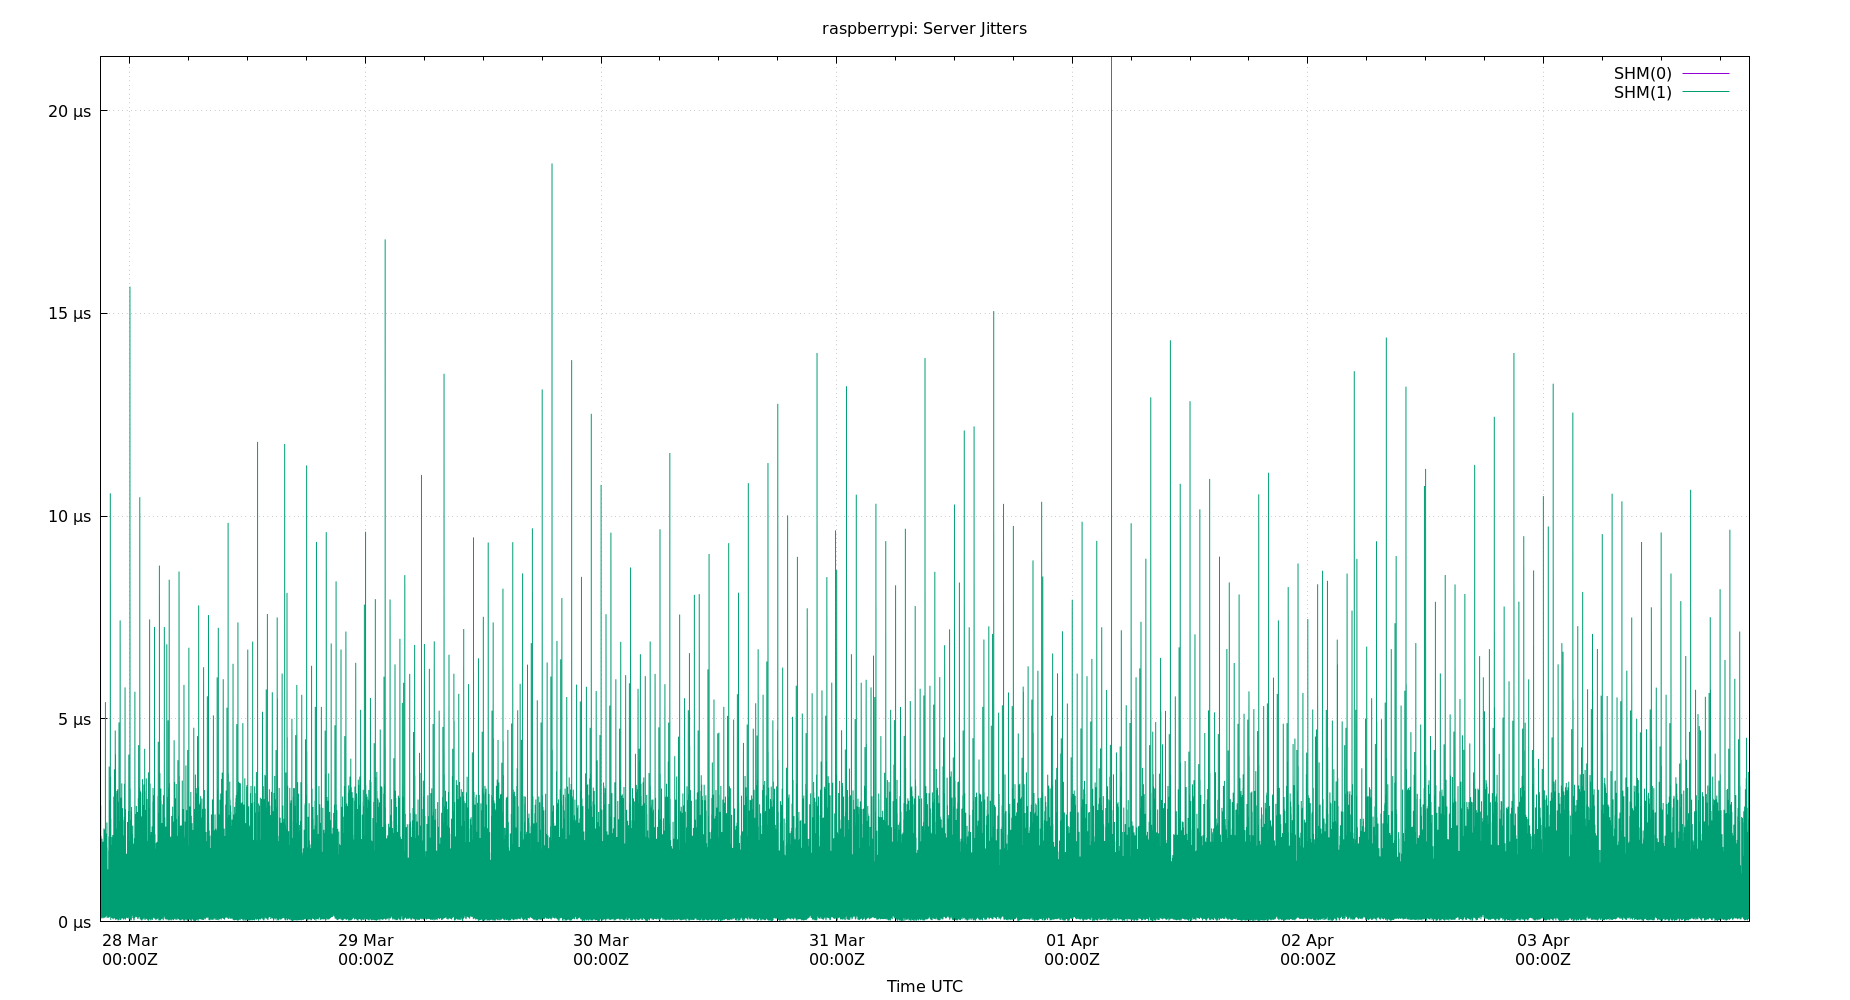 raspberrypi: Server Jitters
SHM(0)
SHM(1)
20 µs
15 µs
10 µs
5 µs
0 µs
28 Mar 29 Mar 30 Mar 31 Mar 01 Apr 02 Apr 03 Apr
00:00Z 00:00Z 00:00Z 00:00Z 00:00Z 00:00Z 00:00Z
Time UTC